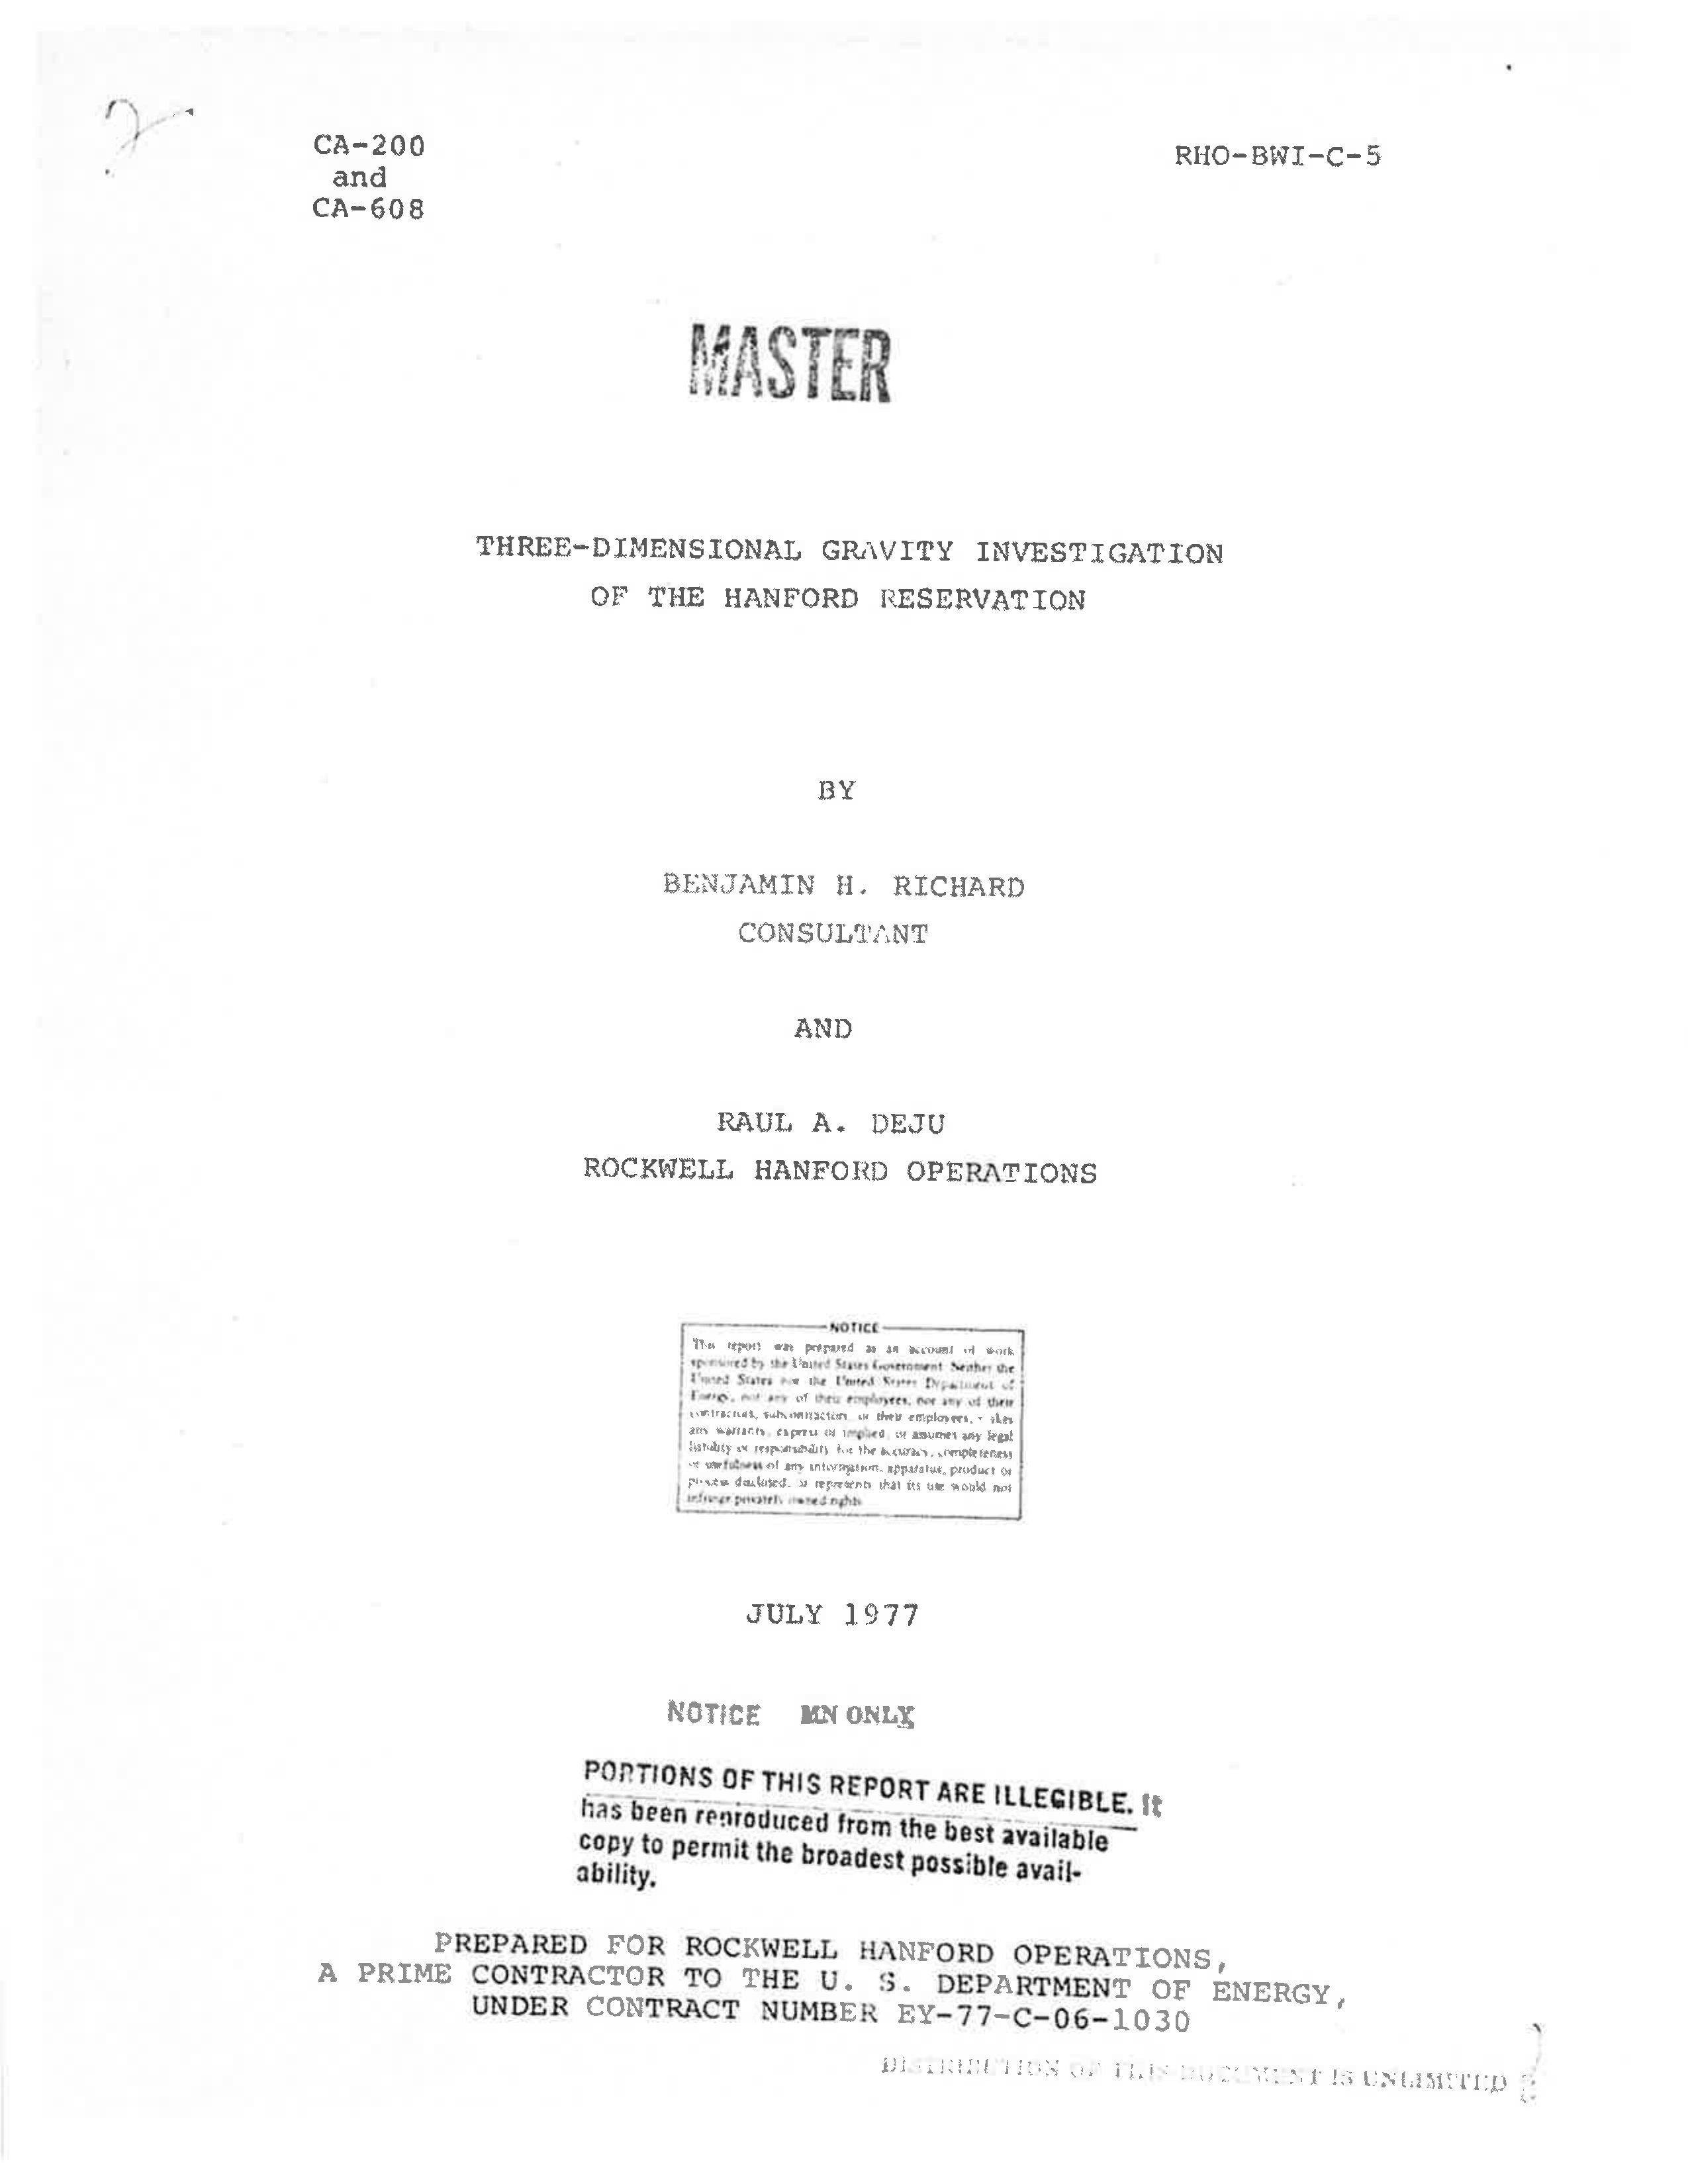 CA-200
and
CA-608
RHO-BWI-C-5
MASTER
THREE-DIMENSIONAL GRAVITY INVESTIGATION
OF THE HANFORD RESERVATION
BY
BENJAMIN H. RICHARD
CONSULTANT
AND
RAUL A. DEJU
ROCKWELL HANFORD OPERATIONS
NOTICE
This report was prepared as an account of work
sponsored by the United States Government. Neither the
United States nor the United States Department of
Energy, nor any of their employees, nor any of their
contractors, subcontractors, or their employees,
any warranty, express or implied, or assumes any legal
liability or responsibility for the accuracy, completeness
or usefulness of any information, apparatus, product or
process disclosed, or represents that its use would not
infringe privately owned rights
JULY 1977
NOTICE MN ONLY
PORTIONS OF THIS REPORT ARE ILLEGIBLE. It
has been reproduced from the best available
copy to permit the broadest possible avail-
ability.
PREPARED FOR ROCKWELL HANFORD OPERATIONS,
A PRIME CONTRACTOR TO THE U. S. DEPARTMENT OF ENERGY,
UNDER CONTRACT NUMBER EY-77-C-06-1030
DISTRIBUTION OF THIS DOCUMENT IS UNLIMITED